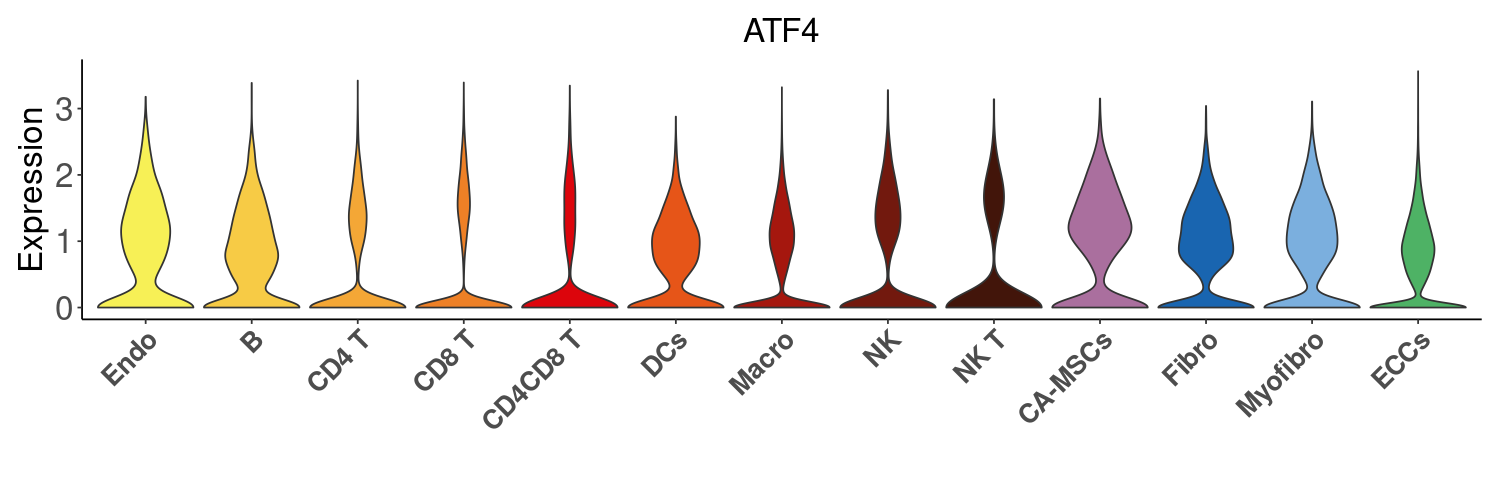 ATF4
Expression
3
2
1
0
Endo
B
CD4 T
CD8 T
CD4CD8 T
DCs
Macro
NK
NK T
CA-MSCs
Fibro
Myofibro
ECCs